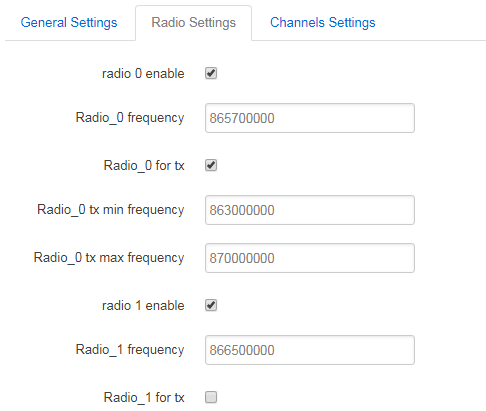 General Settings Radio Settings Channels Settings
radio 0 enable
Radio_0 frequency 865700000
Radio_0 for tx
Radio_0 tx min frequency 863000000
Radio_0 tx max frequency 870000000
radio 1 enable
Radio_1 frequency 866500000
Radio_1 for tx